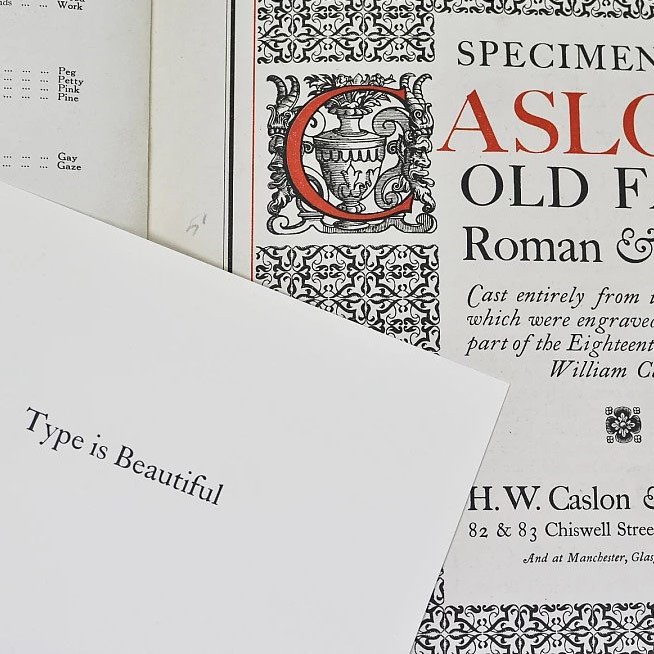 Work
... ... ... Peg
... ... ... Petty
... ... ... Pink
... ... ... Pine
... ... ... Gay
... ... ... Gaze
SPECIMEN
CASLO
OLD FA
Roman &
Cast entirely from
which were engraved
part of the Eighteent
William Ca
H. W. Caslon &
82 & 83 Chiswell Stree
And at Manchester, Glas
Type is Beautiful